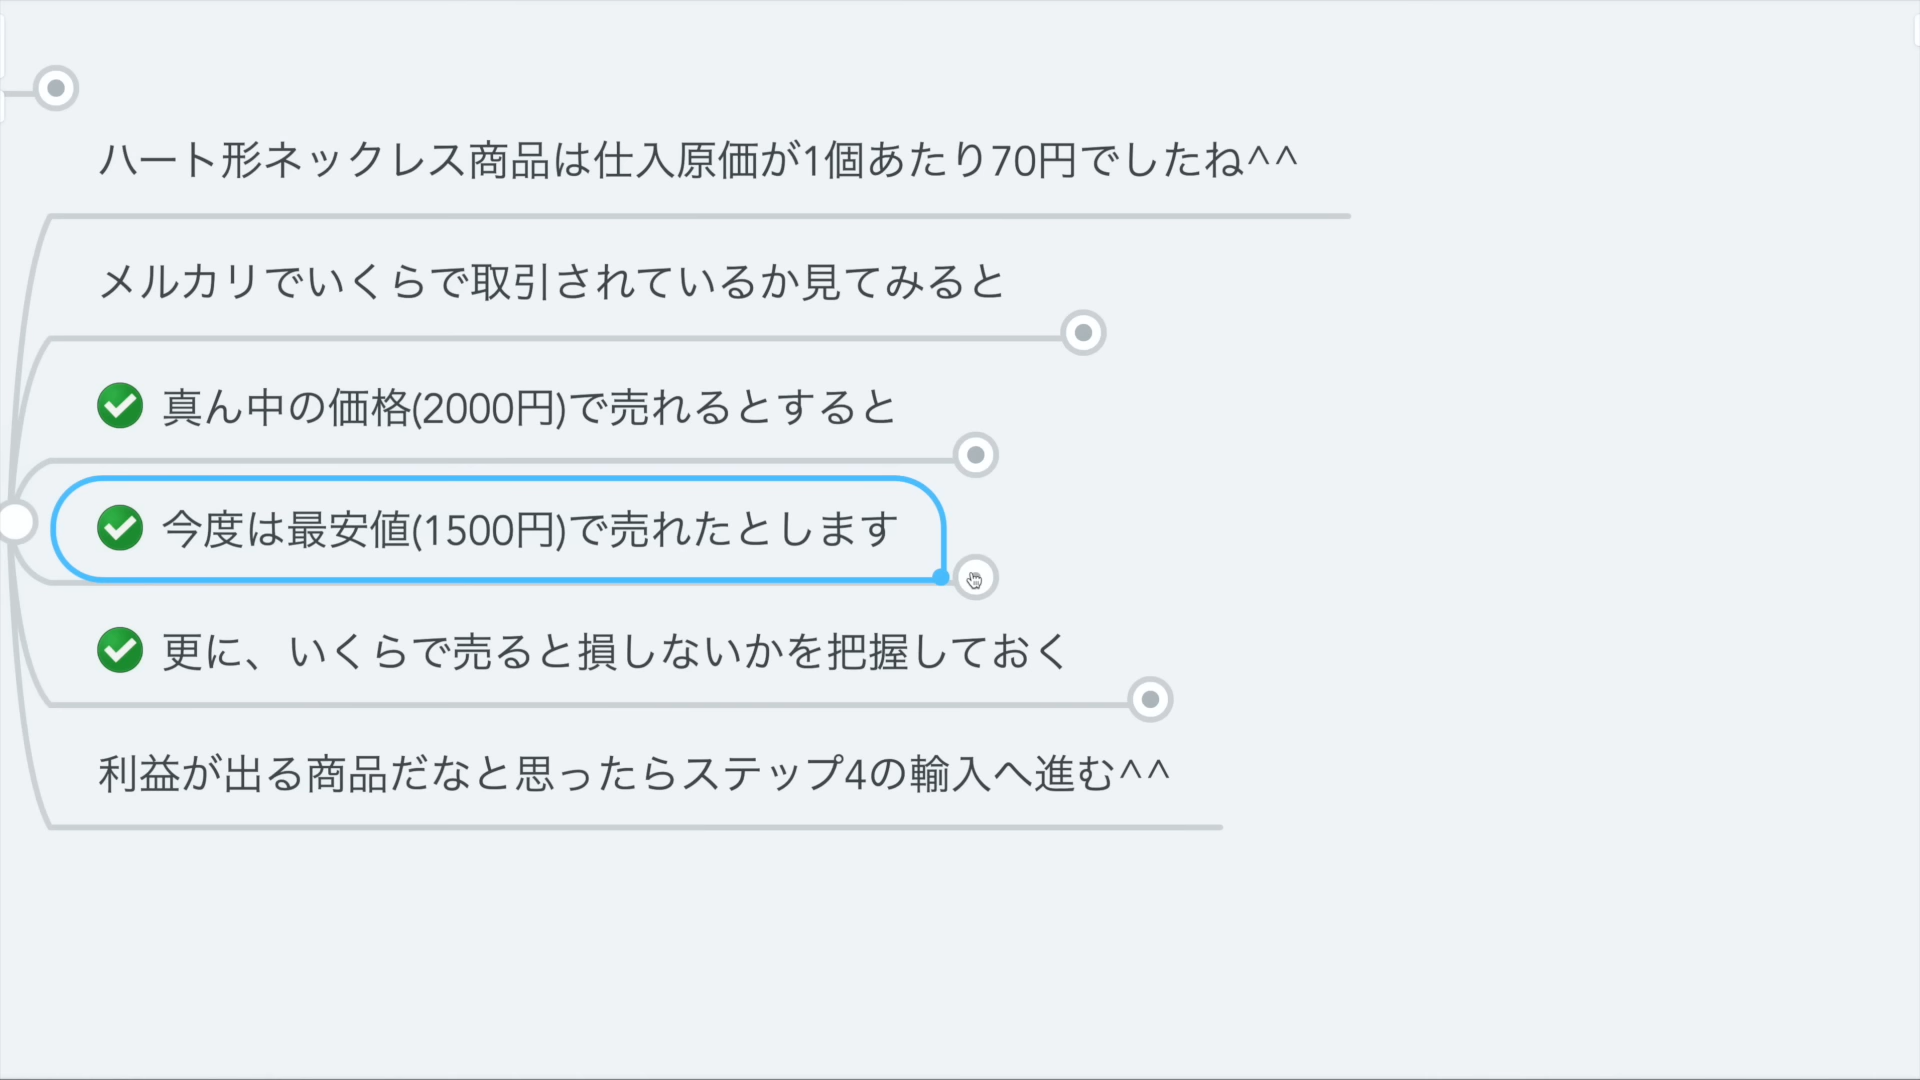 ハート形ネックレス商品は仕入原価が1個あたり70円でしたね^^
メルカリでいくらで取引されているか見てみると
真ん中の価格(2000円)で売れるとすると
今度は最安値(1500円)で売れたとします
更に、いくらで売ると損しないかを把握しておく
利益が出る商品だなと思ったらステップ4の輸入へ進む^^